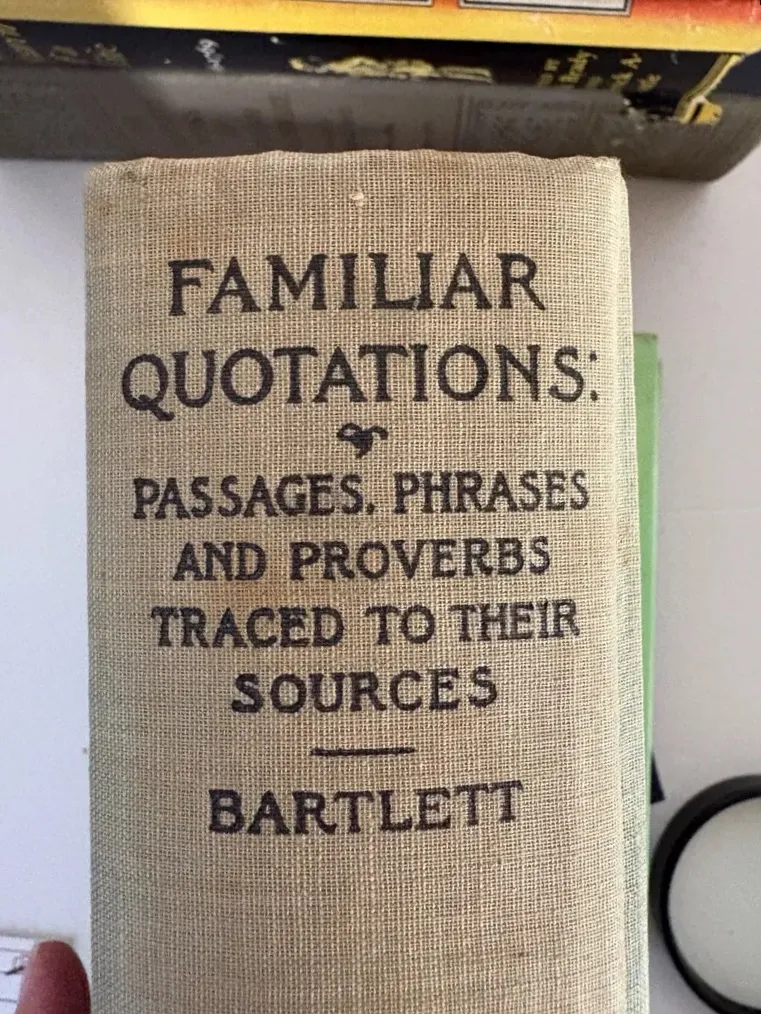 FAMILIAR
QUOTATIONS:
PASSAGES, PHRASES
AND PROVERBS
TRACED TO THEIR
SOURCES
BARTLETT